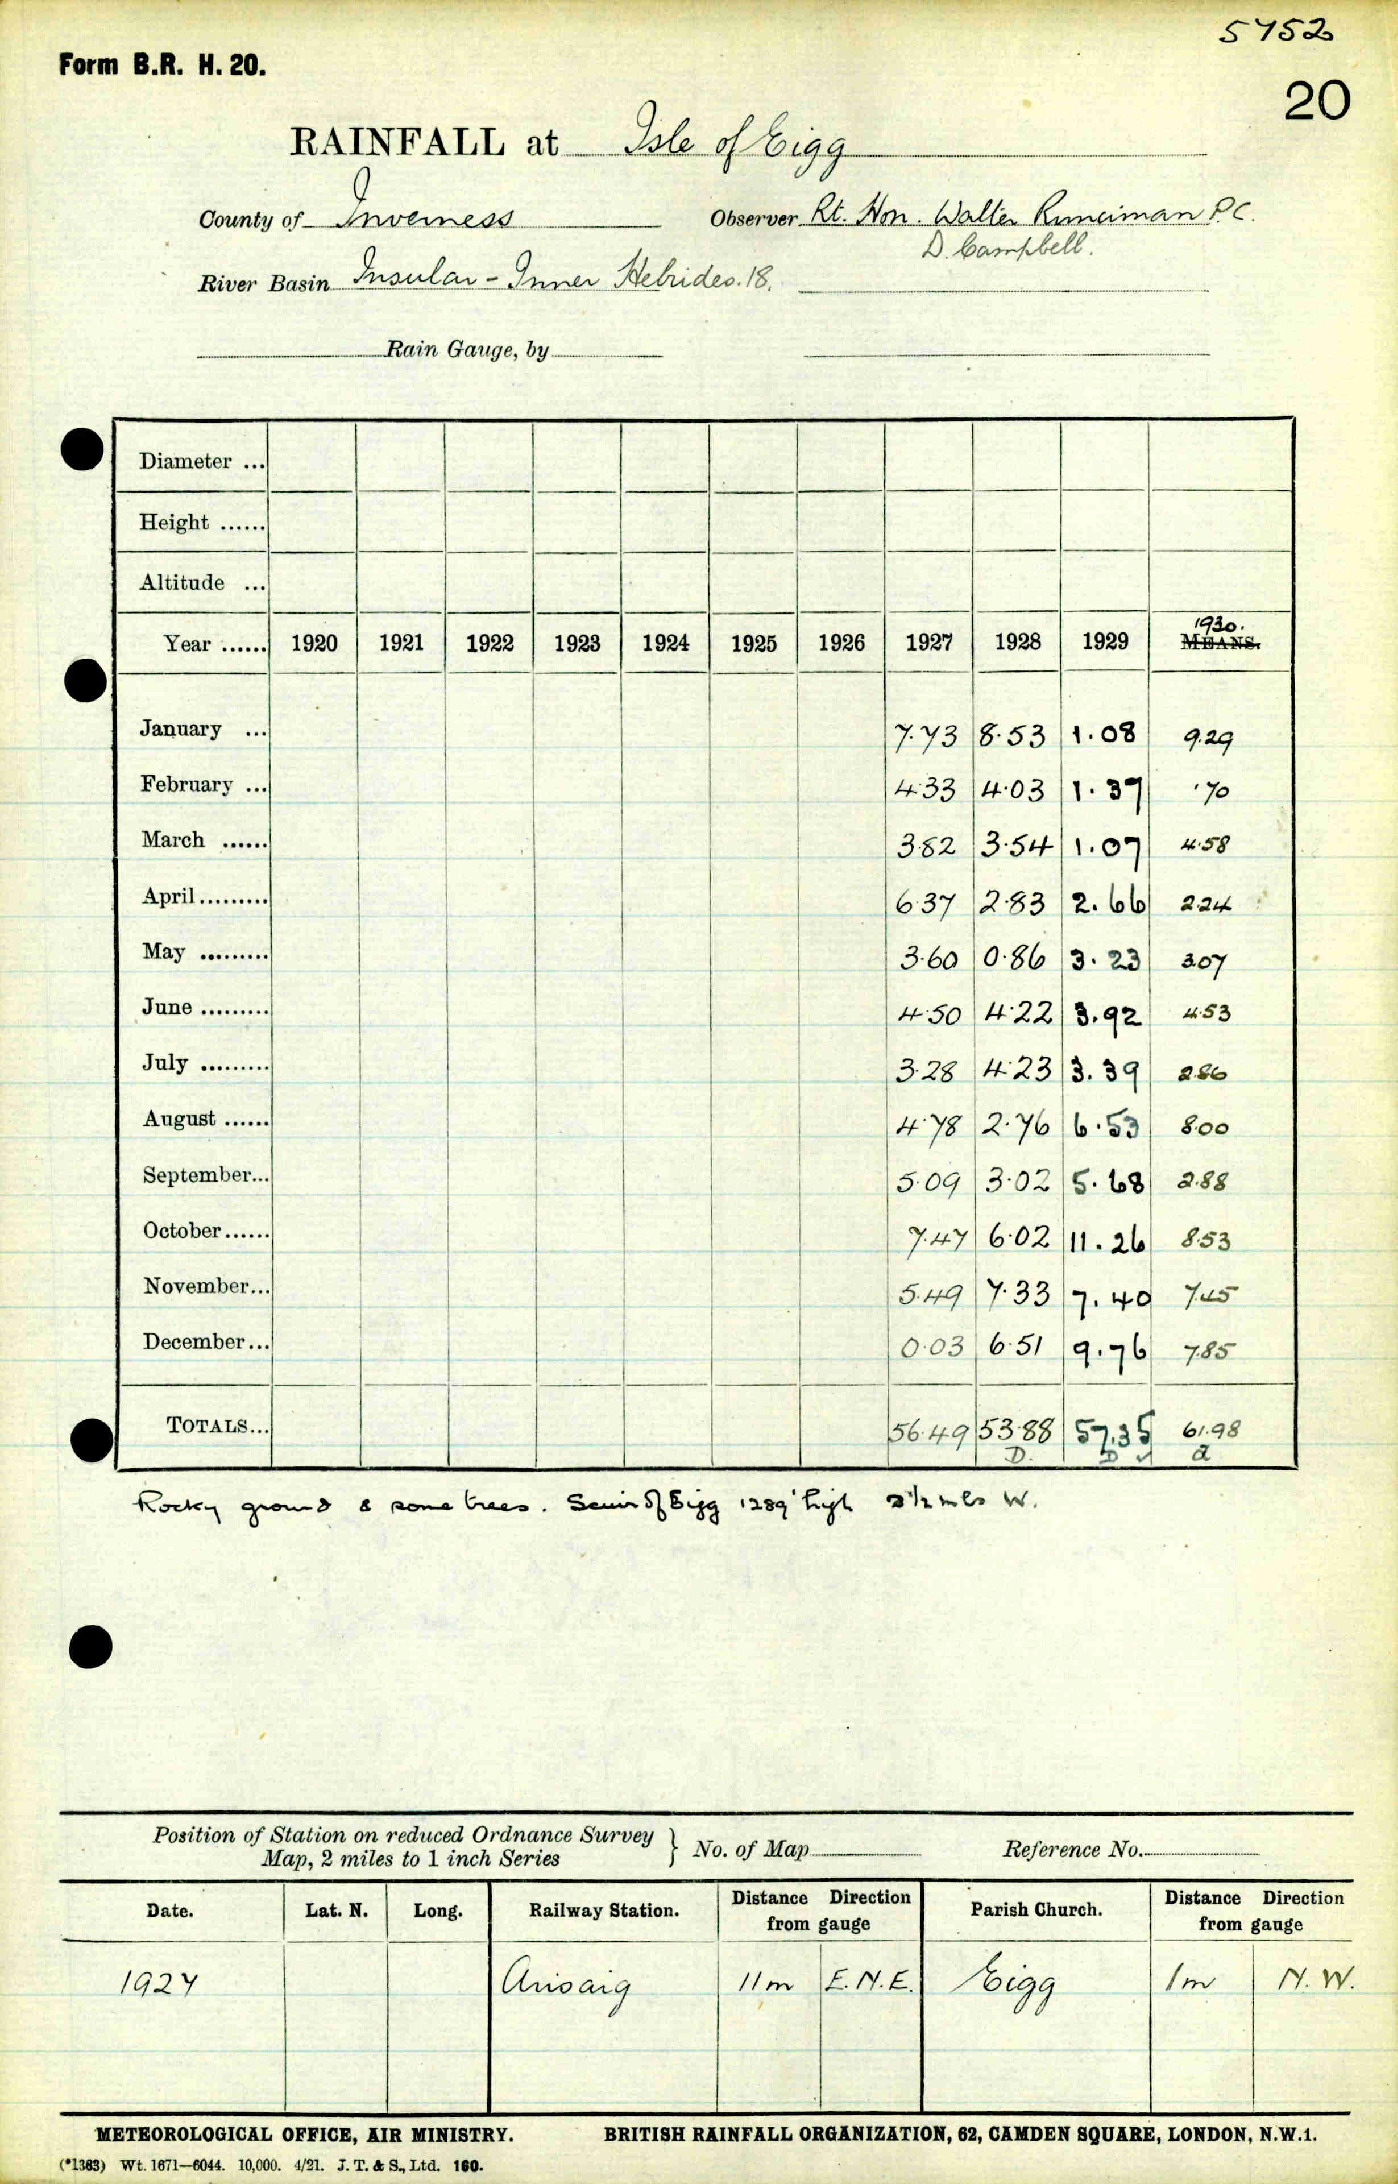 5752
Form B.R. H. 20.
20
RAINFALL at Isle of Eigg
County of Inverness Observer Rt. Hon. Walter Runciman P.C.
D. Campbell.
River Basin Insular - Inner Hebrides. 18.
Rain Gauge, by
Diameter ...
Height ......
Altitude ...
1930.
Year ...... 1920 1921 1922 1923 1924 1925 1926 1927 1928 1929 MEANS.
January ... 7.73 8.53 1.08 9.29
February ... 4.33 4.03 1.37 .70
March ...... 3.82 3.54 1.07 4.58
April ......... 6.37 2.83 2.66 2.24
May ......... 3.60 0.86 3.23 3.07
June ......... 4.50 4.22 3.92 4.53
July ......... 3.28 4.23 3.39 2.86
August ...... 4.78 2.76 6.53 8.00
September... 5.09 3.02 5.68 2.88
October ...... 7.47 6.02 11.26 8.53
November... 5.49 7.33 7.40 7.45
December... 0.03 6.51 9.76 7.85
TOTALS... 56.49 53.88 57.35 61.98
D. D ✓ d
Rocky ground & some trees. Scuir of Eigg 1289' high 2½ mls W.
Position of Station on reduced Ordnance Survey
Map, 2 miles to 1 inch Series } No. of Map Reference No.
Date. Lat. N. Long. Railway Station. Distance Direction from gauge Parish Church. Distance Direction from gauge
1927 Arisaig 11m E.N.E. Eigg 1m N.W.
METEOROLOGICAL OFFICE, AIR MINISTRY. BRITISH RAINFALL ORGANIZATION, 62, CAMDEN SQUARE, LONDON, N.W.1.
(*1363) Wt. 1671—6044. 10,000. 4/21. J. T. & S., Ltd. 160.